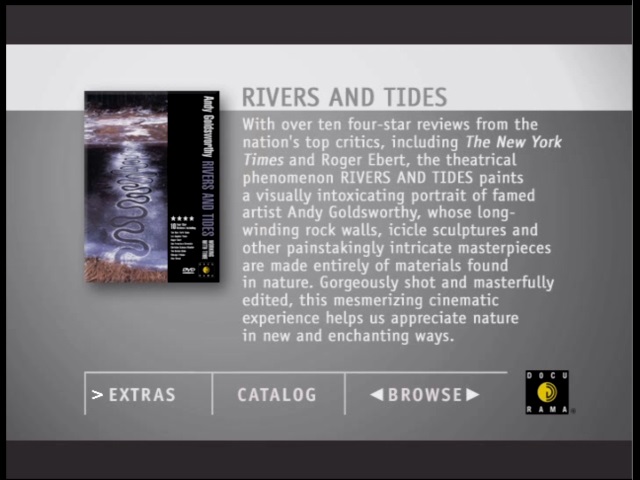 RIVERS AND TIDES
With over ten four-star reviews from the
nation's top critics, including The New York
Times and Roger Ebert, the theatrical
phenomenon RIVERS AND TIDES paints
a visually intoxicating portrait of famed
artist Andy Goldsworthy, whose long-
winding rock walls, icicle sculptures and
other painstakingly intricate masterpieces
are made entirely of materials found
in nature. Gorgeously shot and masterfully
edited, this mesmerizing cinematic
experience helps us appreciate nature
in new and enchanting ways.
Andy Goldsworthy RIVERS AND TIDES
WORKING
WITH TIME
★★★★
DVD
>EXTRAS
CATALOG
◀BROWSE▶
DOCU
RAMA®